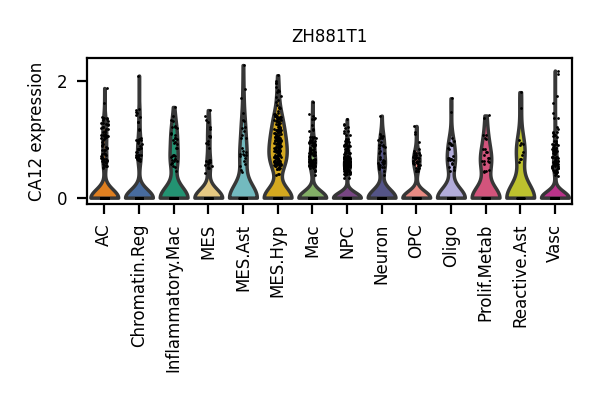 ZH881T1
CA12 expression
2
0
AC
Chromatin.Reg
Inflammatory.Mac
MES
MES.Ast
MES.Hyp
Mac
NPC
Neuron
OPC
Oligo
Prolif.Metab
Reactive.Ast
Vasc